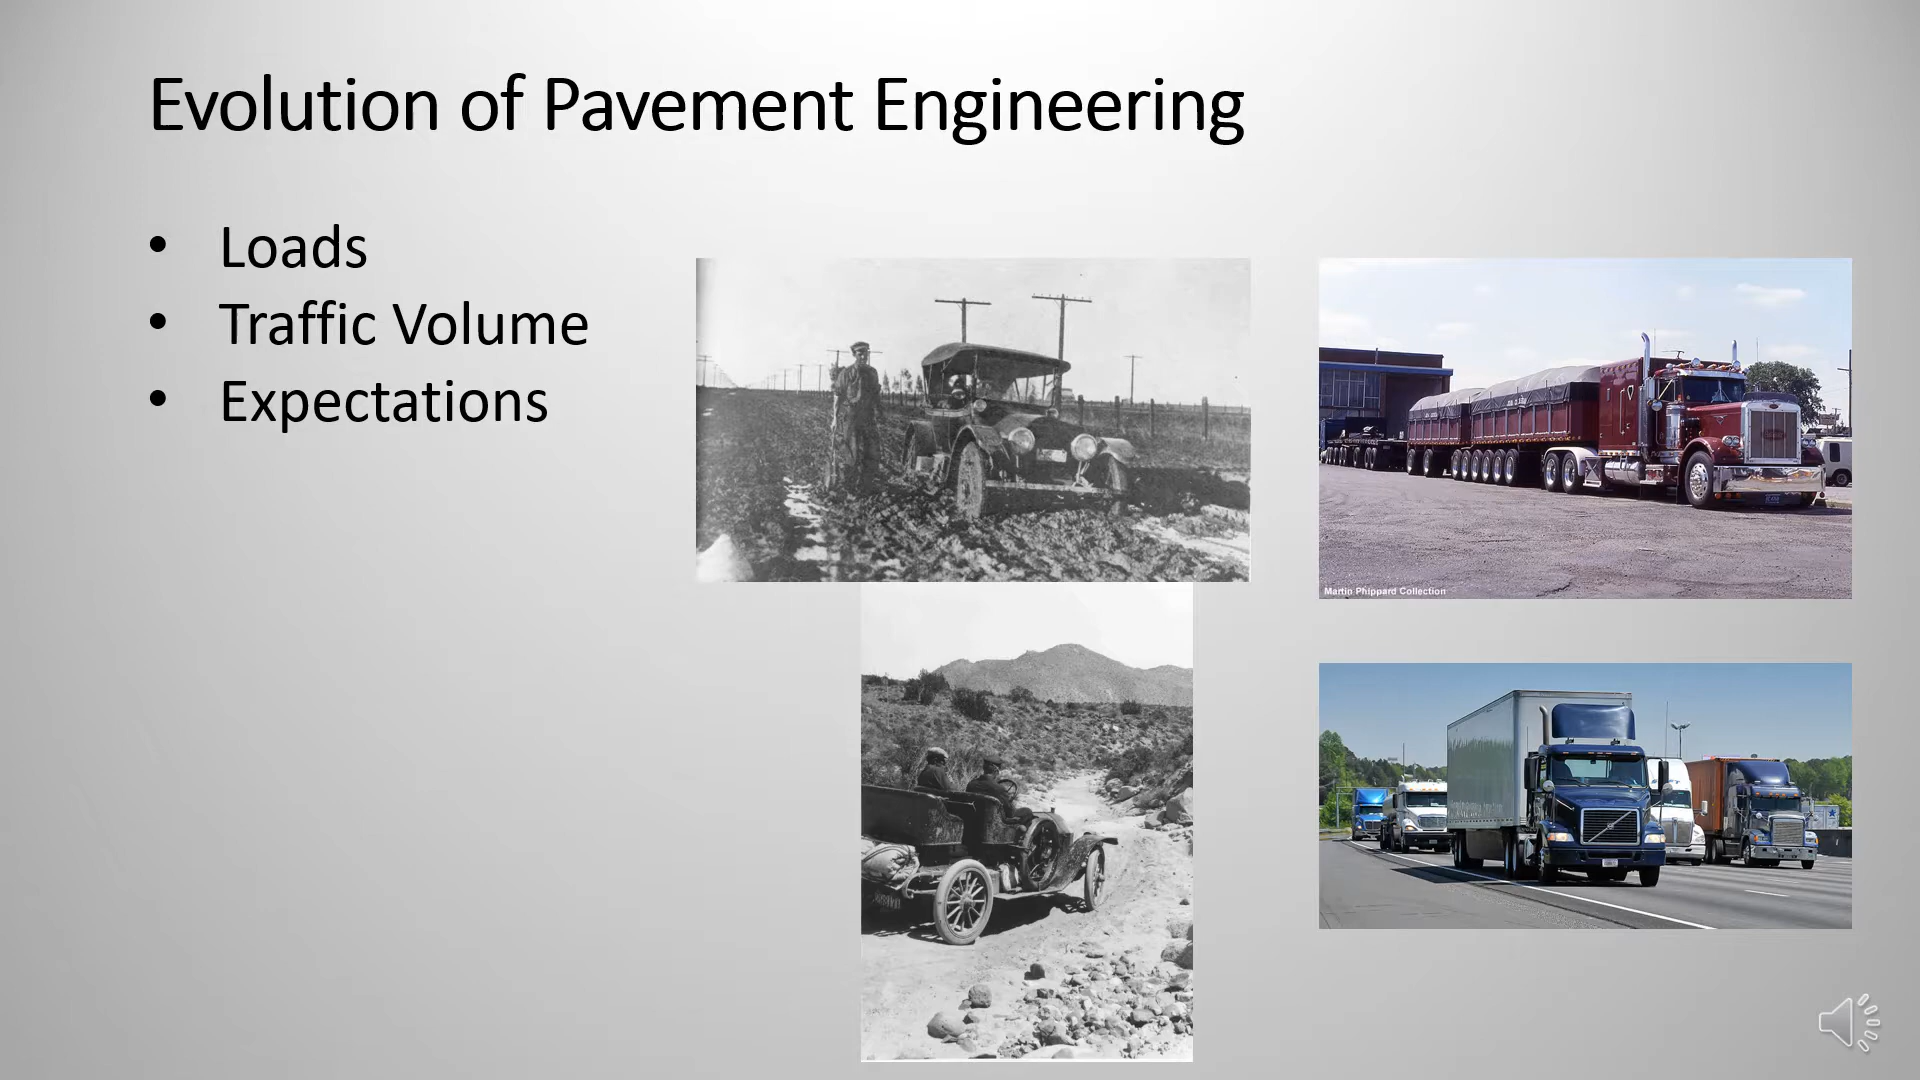 Evolution of Pavement Engineering
• Loads
• Traffic Volume
• Expectations
Martin Phippard Collection